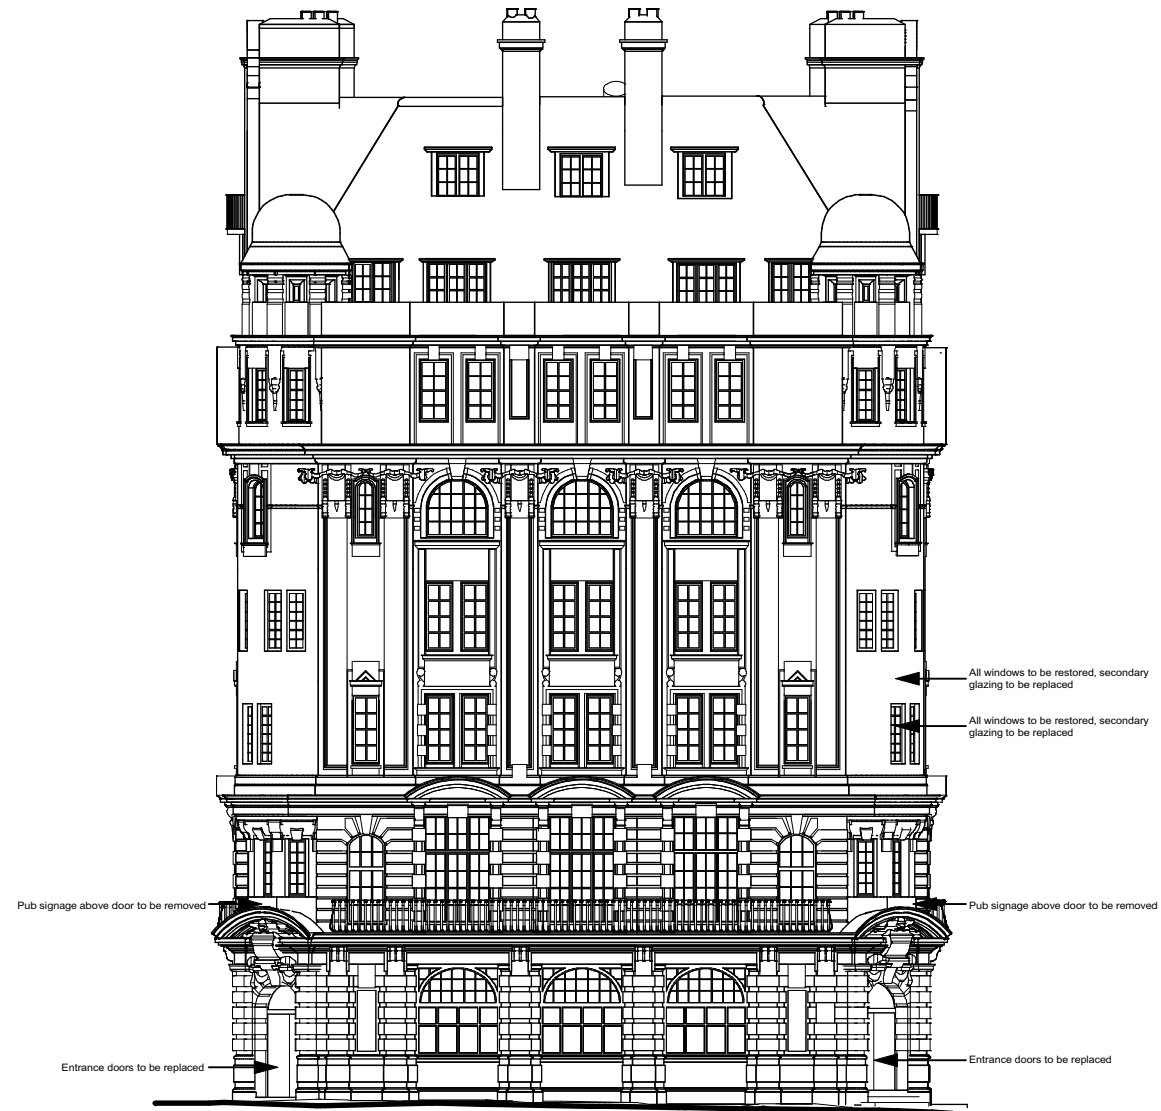 All windows to be restored, secondary
glazing to be replaced
All windows to be restored, secondary
glazing to be replaced
Pub signage above door to be removed
Pub signage above door to be removed
Entrance doors to be replaced
Entrance doors to be replaced